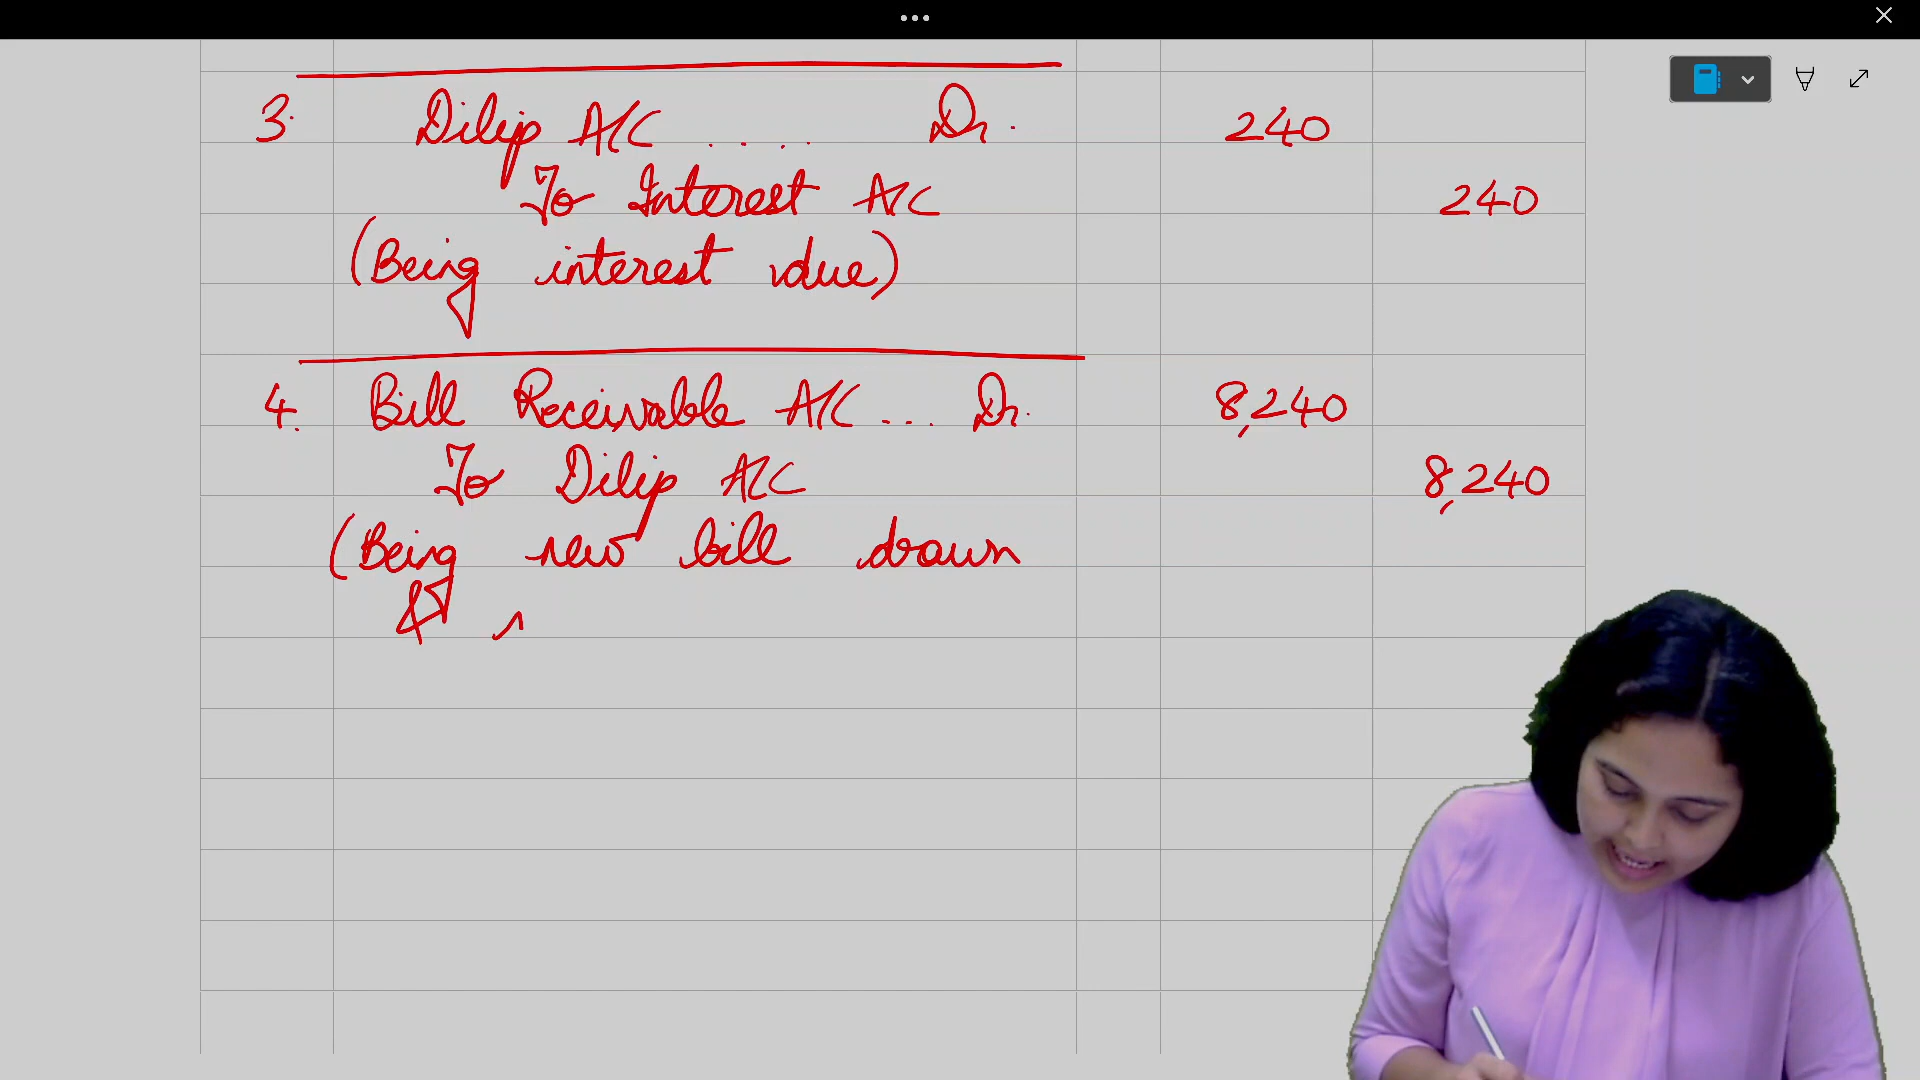 3. Dilip A/C ..... Dr. 240
To Interest A/C 240
(Being interest due)
4. Bill Receivable A/C ... Dr. 8,240
To Dilip A/C 8,240
(Being new bill drawn
&